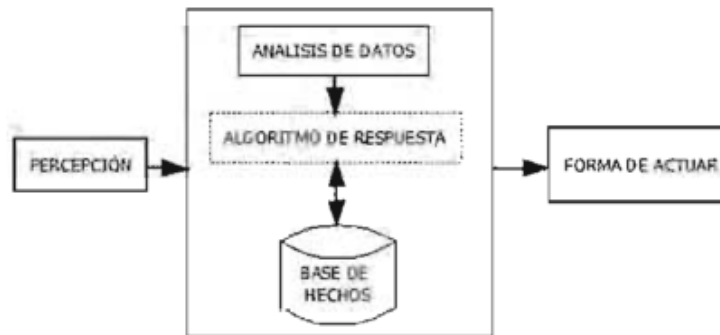 ANALISIS DE DATOS
ALGORITMO DE RESPUESTA
PERCEPCIÓN
FORMA DE ACTUAR
BASE DE
HECHOS